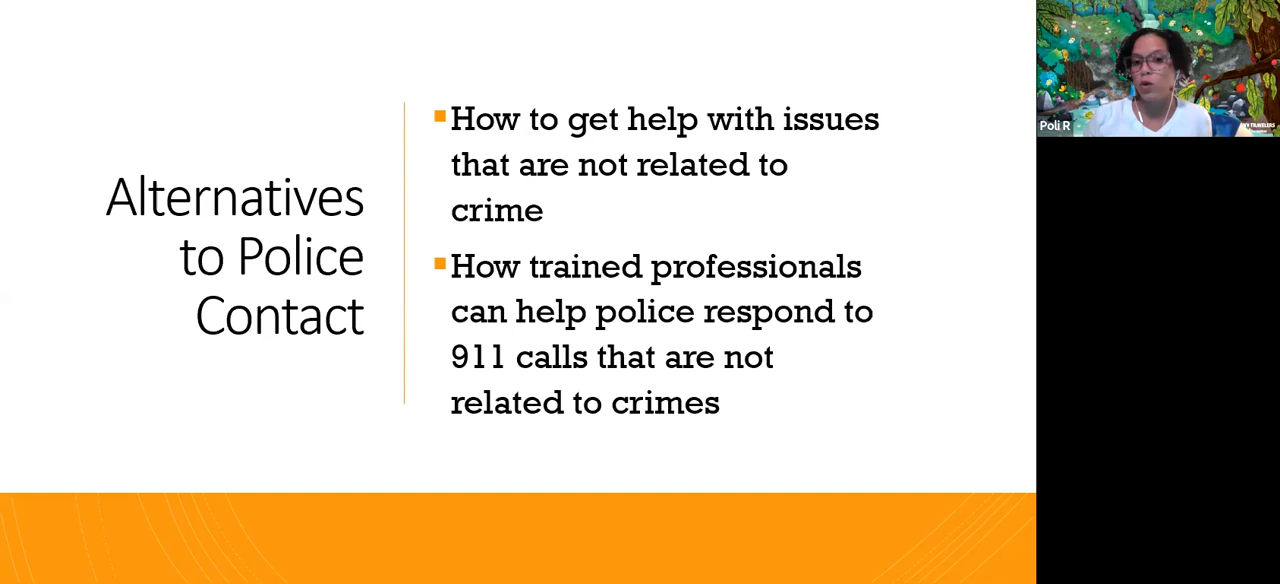 Alternatives
to Police
Contact
How to get help with issues
that are not related to
crime
How trained professionals
can help police respond to
911 calls that are not
related to crimes
Poli R
TRAVELERS